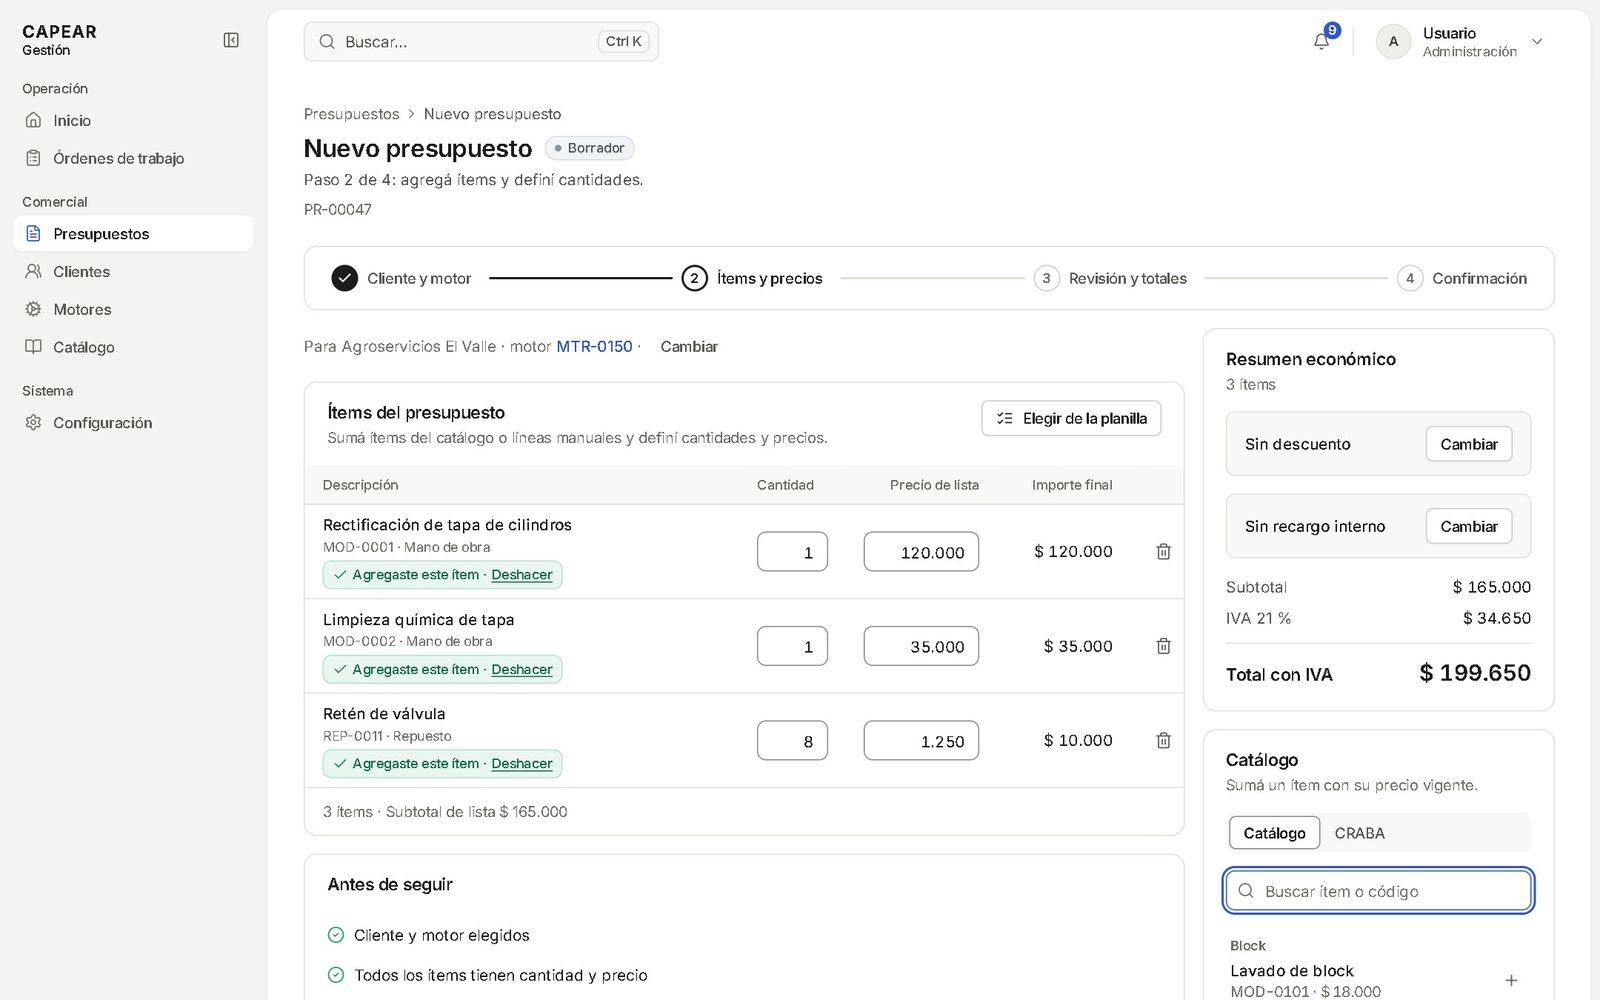 CAPEAR
Gestión
Operación
Inicio
Órdenes de trabajo
Comercial
Presupuestos
Clientes
Motores
Catálogo
Sistema
Configuración
Buscar...
Ctrl K
9
A
Usuario
Administración
Presupuestos > Nuevo presupuesto
Nuevo presupuesto
Borrador
Paso 2 de 4: agregá ítems y definí cantidades.
PR-00047
Cliente y motor
2 Ítems y precios
3 Revisión y totales
4 Confirmación
Para Agroservicios El Valle · motor MTR-0150 · Cambiar
Ítems del presupuesto
Sumá ítems del catálogo o líneas manuales y definí cantidades y precios.
Elegir de la planilla
Descripción Cantidad Precio de lista Importe final
Rectificación de tapa de cilindros
MOD-0001 · Mano de obra
Agregaste este ítem · Deshacer
1 120.000 $ 120.000
Limpieza química de tapa
MOD-0002 · Mano de obra
Agregaste este ítem · Deshacer
1 35.000 $ 35.000
Retén de válvula
REP-0011 · Repuesto
Agregaste este ítem · Deshacer
8 1.250 $ 10.000
3 ítems · Subtotal de lista $ 165.000
Antes de seguir
Cliente y motor elegidos
Todos los ítems tienen cantidad y precio
Resumen económico
3 ítems
Sin descuento Cambiar
Sin recargo interno Cambiar
Subtotal $ 165.000
IVA 21 % $ 34.650
Total con IVA $ 199.650
Catálogo
Sumá un ítem con su precio vigente.
Catálogo CRABA
Buscar ítem o código
Block
Lavado de block
MOD-0101 · $ 18.000